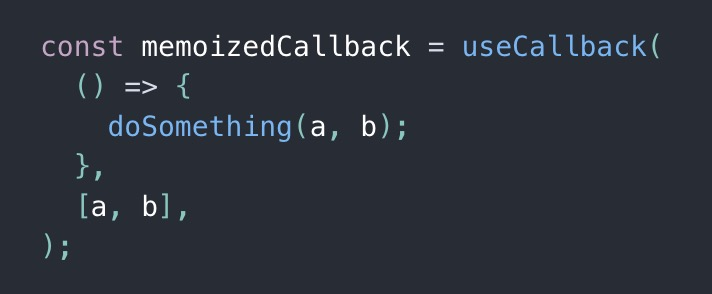 const memoizedCallback = useCallback(
  () => {
    doSomething(a, b);
  },
  [a, b],
);